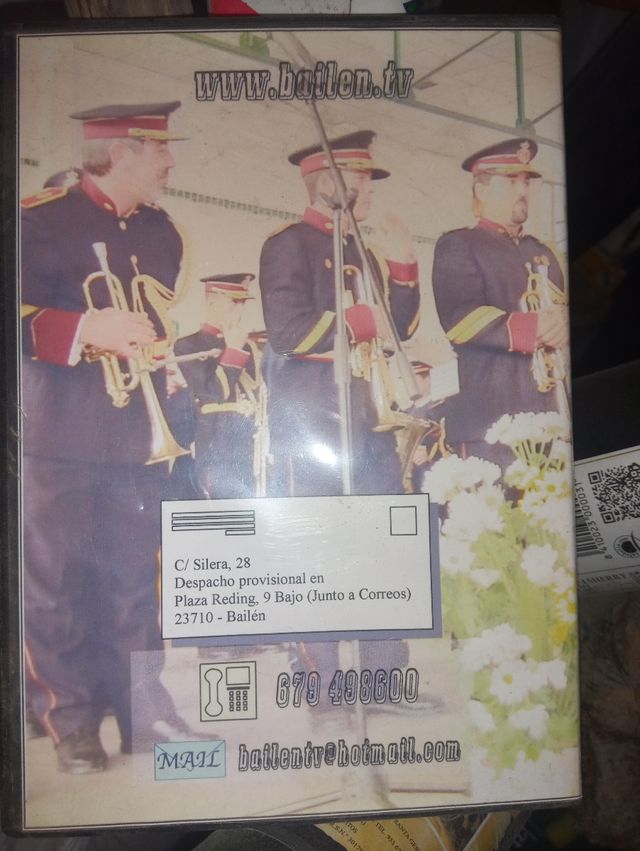 www.bailen.tv
C/ Silera, 28
Despacho provisional en
Plaza Reding, 9 Bajo (Junto a Correos)
23710 - Bailén
679 498600
MAIL
bailentv@hotmail.com